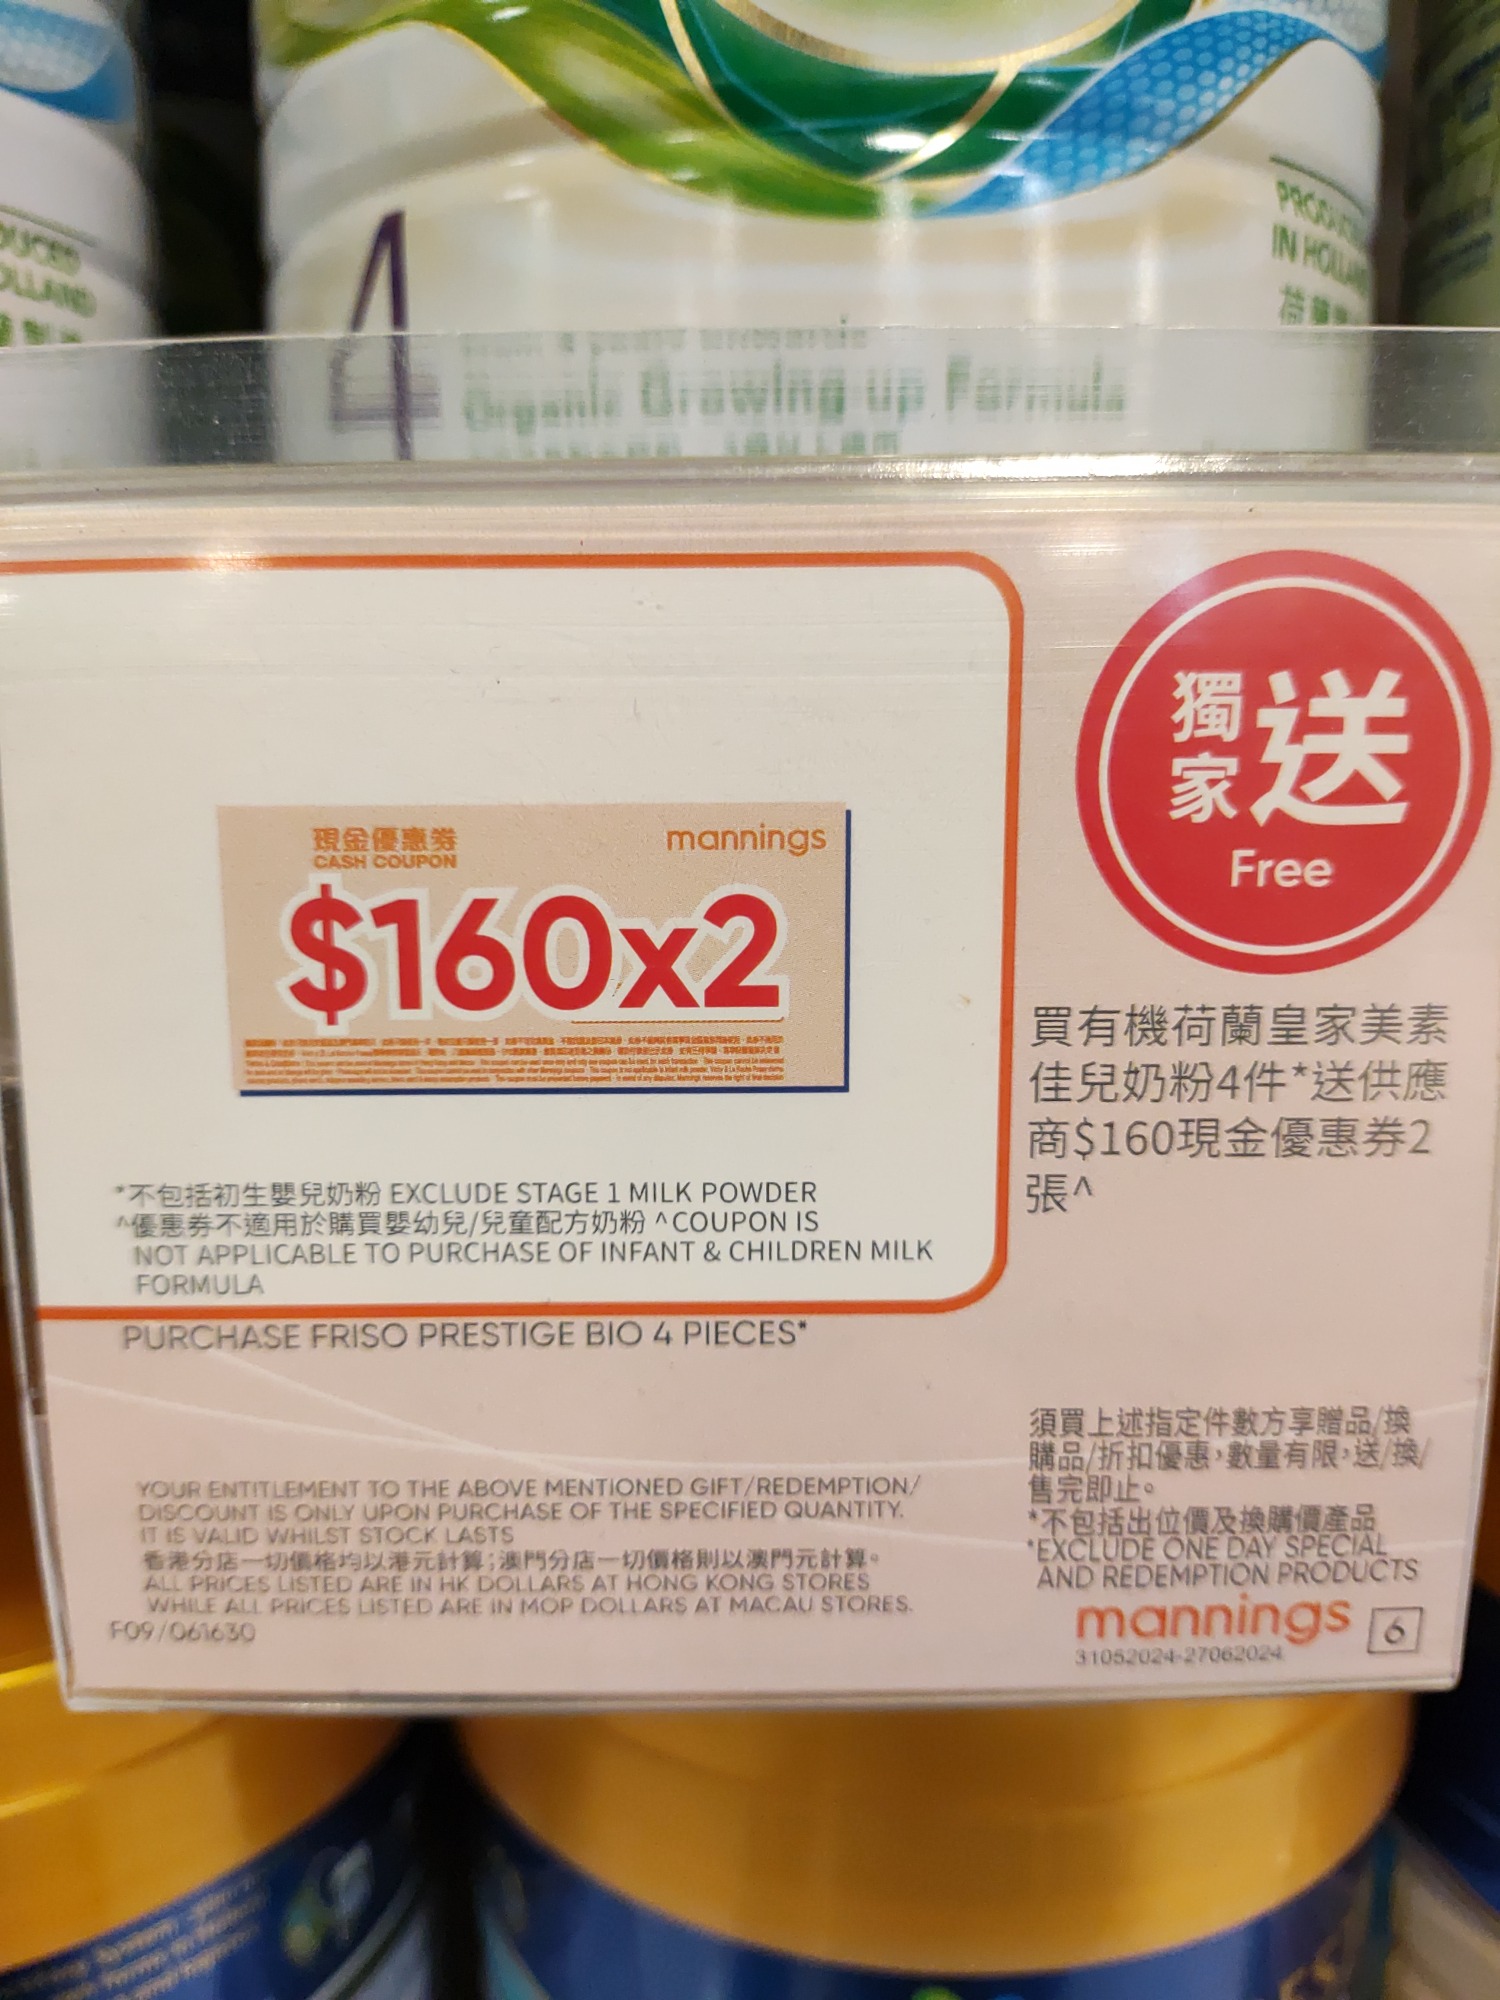 DUCED
OLLAND
PRODUCED
IN HOLLAND
荷蘭
4
Organic Growing up Formula
現金優惠券
CASH COUPON
mannings
$160x2
*不包括初生嬰兒奶粉 EXCLUDE STAGE 1 MILK POWDER
^優惠券不適用於購買嬰幼兒/兒童配方奶粉 ^COUPON IS
NOT APPLICABLE TO PURCHASE OF INFANT & CHILDREN MILK
FORMULA
PURCHASE FRISO PRESTIGE BIO 4 PIECES*
YOUR ENTITLEMENT TO THE ABOVE MENTIONED GIFT/REDEMPTION/
DISCOUNT IS ONLY UPON PURCHASE OF THE SPECIFIED QUANTITY.
IT IS VALID WHILST STOCK LASTS
香港分店一切價格均以港元計算;澳門分店一切價格則以澳門元計算。
ALL PRICES LISTED ARE IN HK DOLLARS AT HONG KONG STORES
WHILE ALL PRICES LISTED ARE IN MOP DOLLARS AT MACAU STORES.
F09/061630
獨家送
Free
買有機荷蘭皇家美素
佳兒奶粉4件*送供應
商$160現金優惠券2
張^
須買上述指定件數方享贈品/換
購品/折扣優惠,數量有限,送/換/
售完即止。
*不包括出位價及換購價產品
*EXCLUDE ONE DAY SPECIAL
AND REDEMPTION PRODUCTS
mannings 6
31052024-27062024